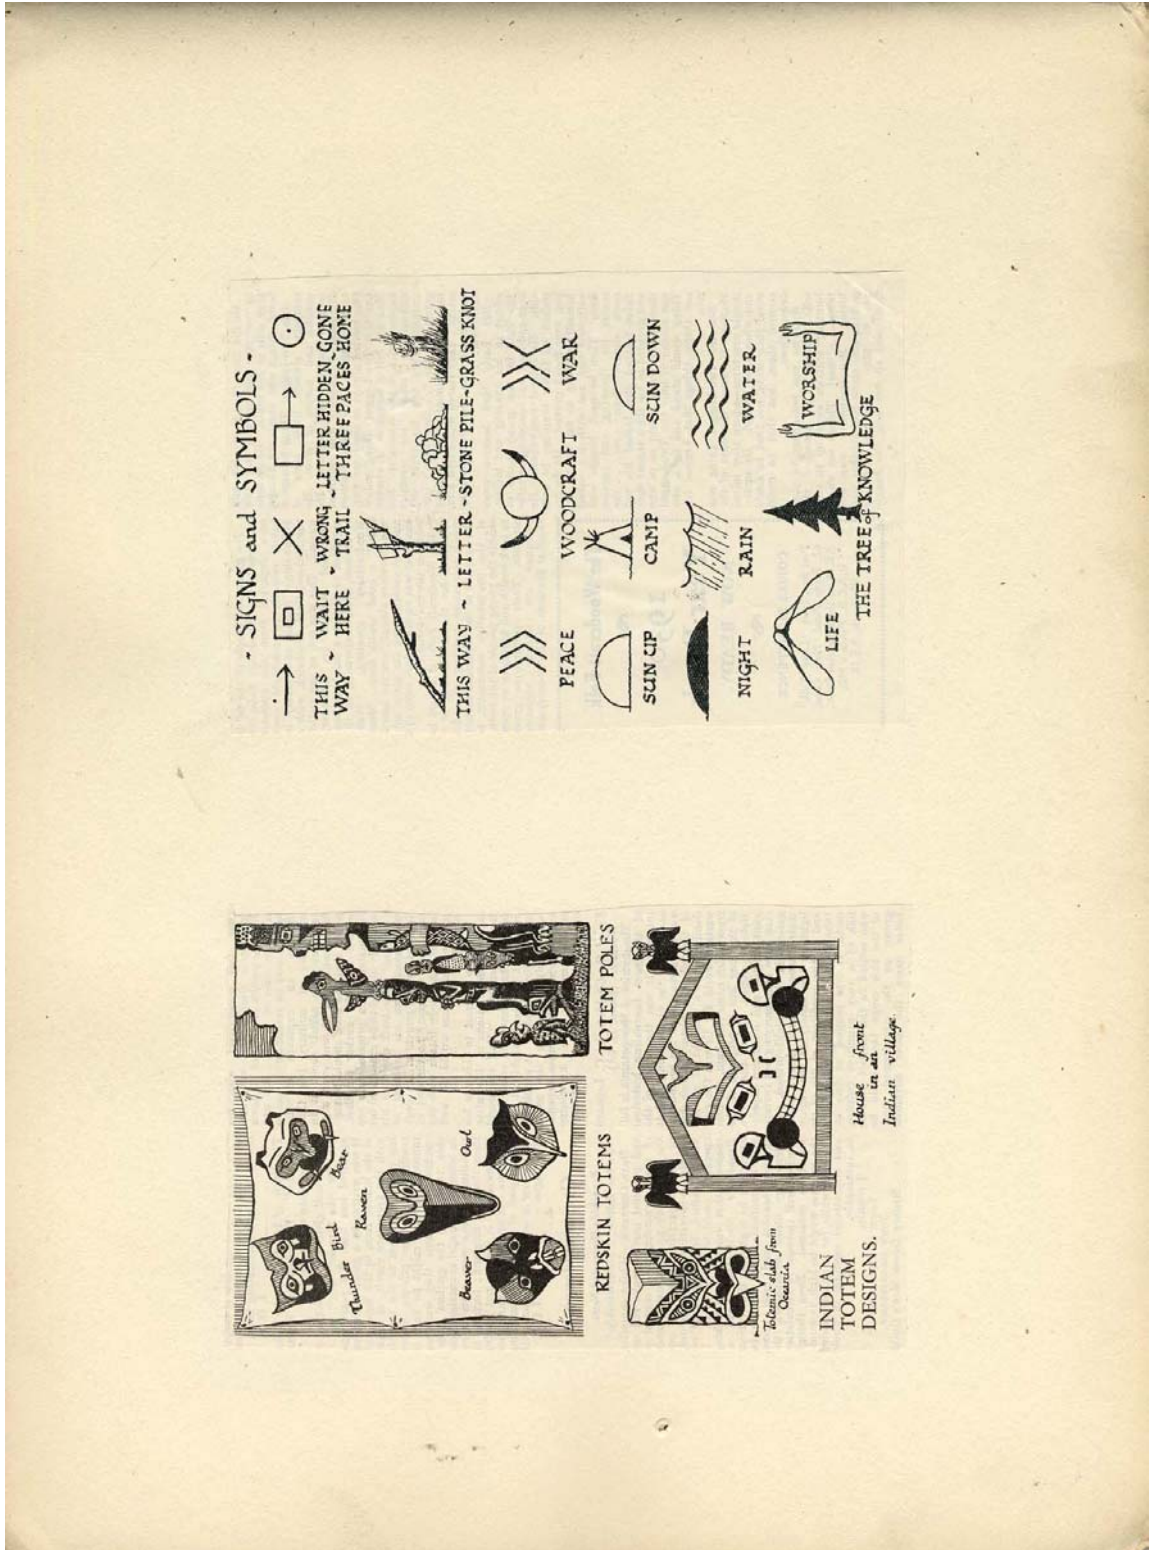 - SIGNS and SYMBOLS -
THIS ~ WAIT ~ WRONG ~ LETTER HIDDEN ~ GONE
WAY ~ HERE TRAIL THREE PACES HOME
THIS WAY ~ LETTER - STONE PILE - GRASS KNOT
PEACE WOODCRAFT WAR
SUN UP CAMP SUN DOWN
NIGHT RAIN WATER
LIFE
WORSHIP
THE TREE of KNOWLEDGE
Thunder Bird
Bear
Raven
Beaver
Owl
REDSKIN TOTEMS
TOTEM POLES
Totemic slab from
Oceania
House front
in an
Indian village.
INDIAN
TOTEM
DESIGNS.